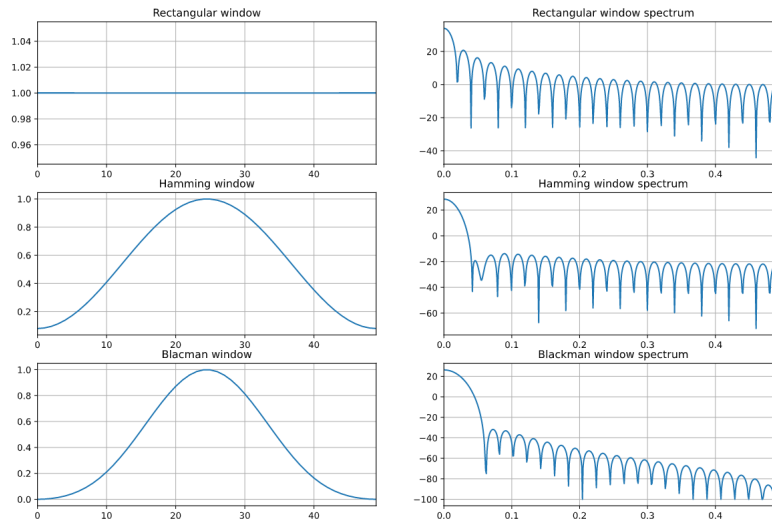 Rectangular window
1.04
1.02
1.00
0.98
0.96
0 10 20 30 40
Rectangular window spectrum
20
0
−20
−40
0.0 0.1 0.2 0.3 0.4
Hamming window
1.0
0.8
0.6
0.4
0.2
0 10 20 30 40
Hamming window spectrum
20
0
−20
−40
−60
0.0 0.1 0.2 0.3 0.4
Blacman window
1.0
0.8
0.6
0.4
0.2
0.0
0 10 20 30 40
Blackman window spectrum
20
0
−20
−40
−60
−80
−100
0.0 0.1 0.2 0.3 0.4